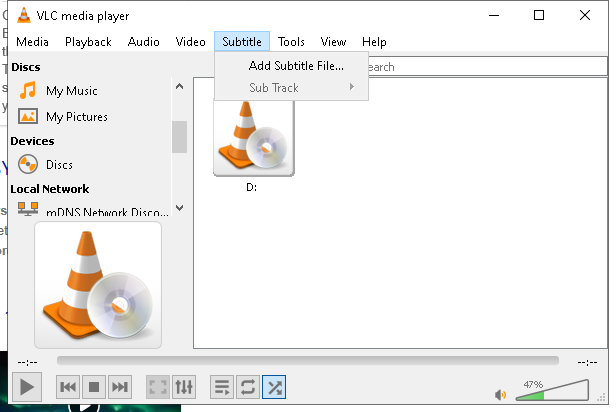 VLC media player
Media Playback Audio Video Subtitle Tools View Help
Add Subtitle File...
Sub Track
earch
Discs
My Music
My Pictures
Devices
Discs
Local Network
mDNS Network Disco...
D:
--:--
--:--
47%